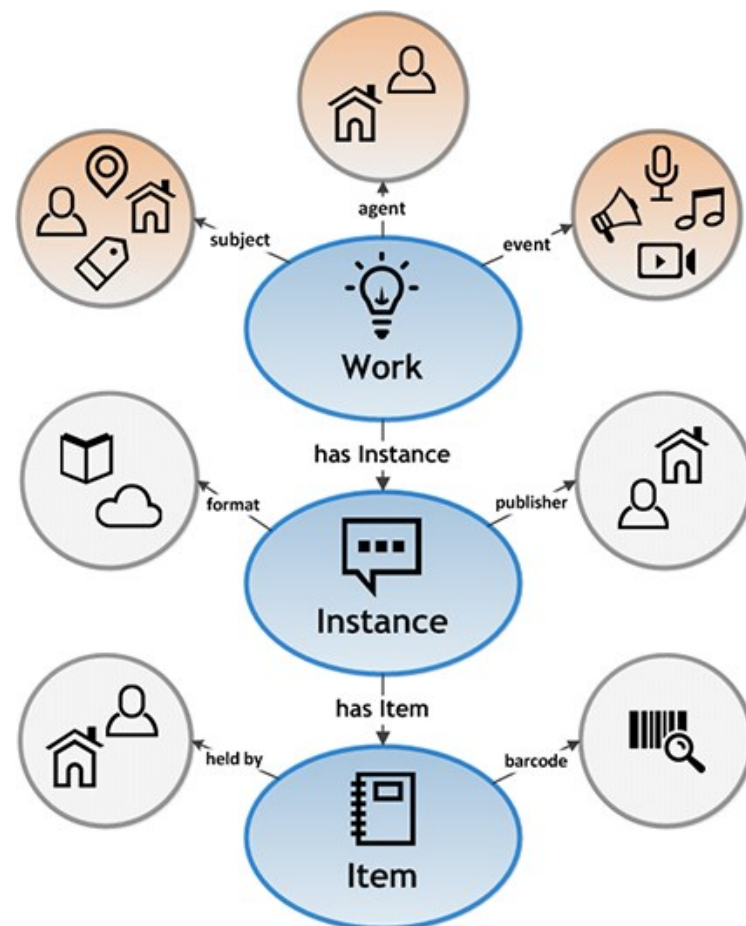 agent
subject
event
Work
has Instance
format
publisher
Instance
has Item
held by
barcode
Item